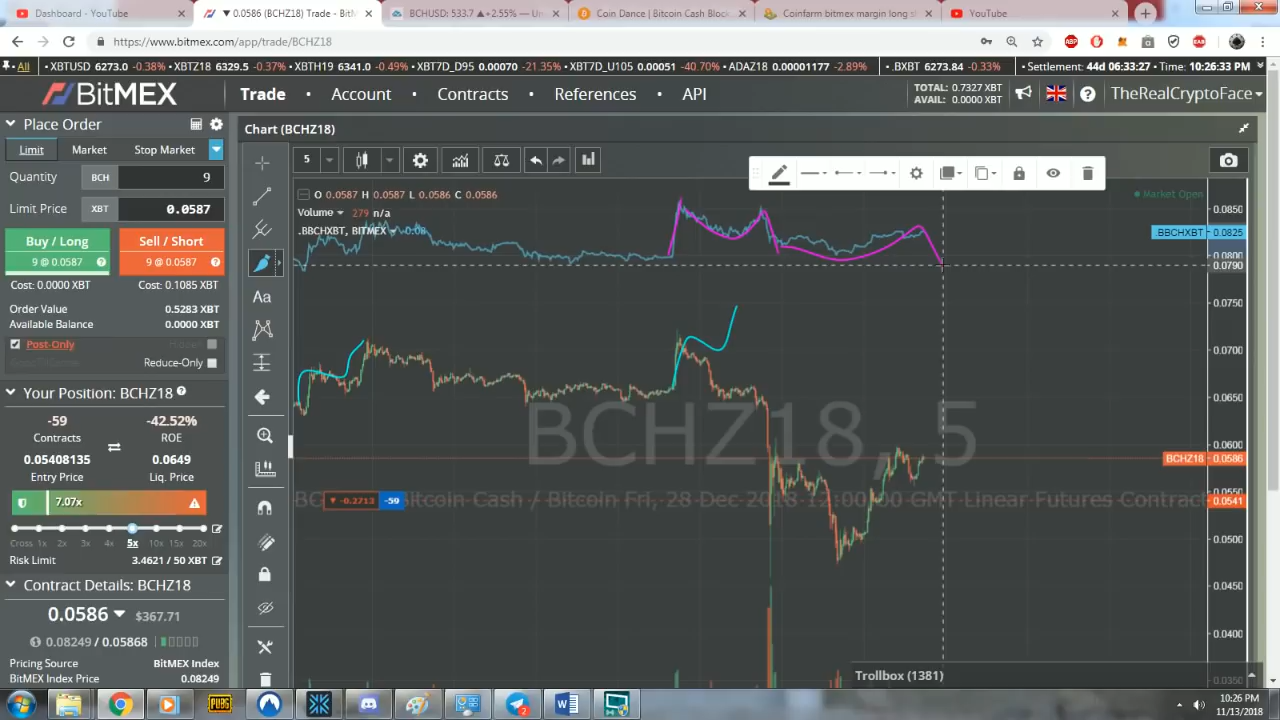 Dashboard
▼ 0.0586 (BCHZ18) Trade - BitME
BCHUSD: 533.7 ▲+2.55% — Un
Coin Dance | Bitcoin Cash Block
Coinfarm bitmex margin long s
YouTube
https://www.bitmex.com/app/trade/BCHZ18
All XBTUSD 6273.0 -0.38% • XBTZ18 6329.5 -0.37% • XBTH19 6341.0 -0.49% • XBT7D_D95 0.00070 -21.35% • XBT7D_U105 0.00051 -40.70% • ADAZ18 0.00001177 -2.89% • .BXBT 6273.84 -0.33% • Settlement: 44d 06:33:27 • Time: 10:26:33 PM
BitMEX
Trade • Account • Contracts • References • API
TOTAL: 0.7327 XBT
AVAIL: 0.0000 XBT
TheRealCryptoFace
Place Order
Limit Market Stop Market
Quantity BCH 9
Limit Price XBT 0.0587
Buy / Long
9 @ 0.0587
Sell / Short
9 @ 0.0587
Cost: 0.0000 XBT Cost: 0.1085 XBT
Order Value 0.5283 XBT
Available Balance 0.0000 XBT
Post-Only
Reduce-Only
Your Position: BCHZ18
-59 -42.52%
Contracts ROE
0.05408135 0.0649
Entry Price Liq. Price
7.07x
Cross 1x 2x 3x 4x 5x 10x 15x 20x
Risk Limit 3.4621 / 50 XBT
Contract Details: BCHZ18
0.0586 $367.71
0.08249 / 0.05868
Pricing Source BitMEX Index
BitMEX Index Price 0.08249
Chart (BCHZ18)
5
O 0.0587 H 0.0587 L 0.0586 C 0.0586
Volume 279 n/a
.BBCHXBT, BITMEX
Market Open
Aa
BCHZ18, 5
Bitcoin Cash / Bitcoin Fri, 28 Dec 2018 12:00:00 GMT Linear Futures Contract
-0.2713 -59
0.0850
.BBCHXBT 0.0825
0.0800
0.0790
0.0750
0.0700
0.0650
0.0600
BCHZ18 0.0586
0.0550
0.0541
0.0500
0.0450
0.0400
0.0350
Trollbox (1381)
PUBG
2
10:26 PM
11/13/2018